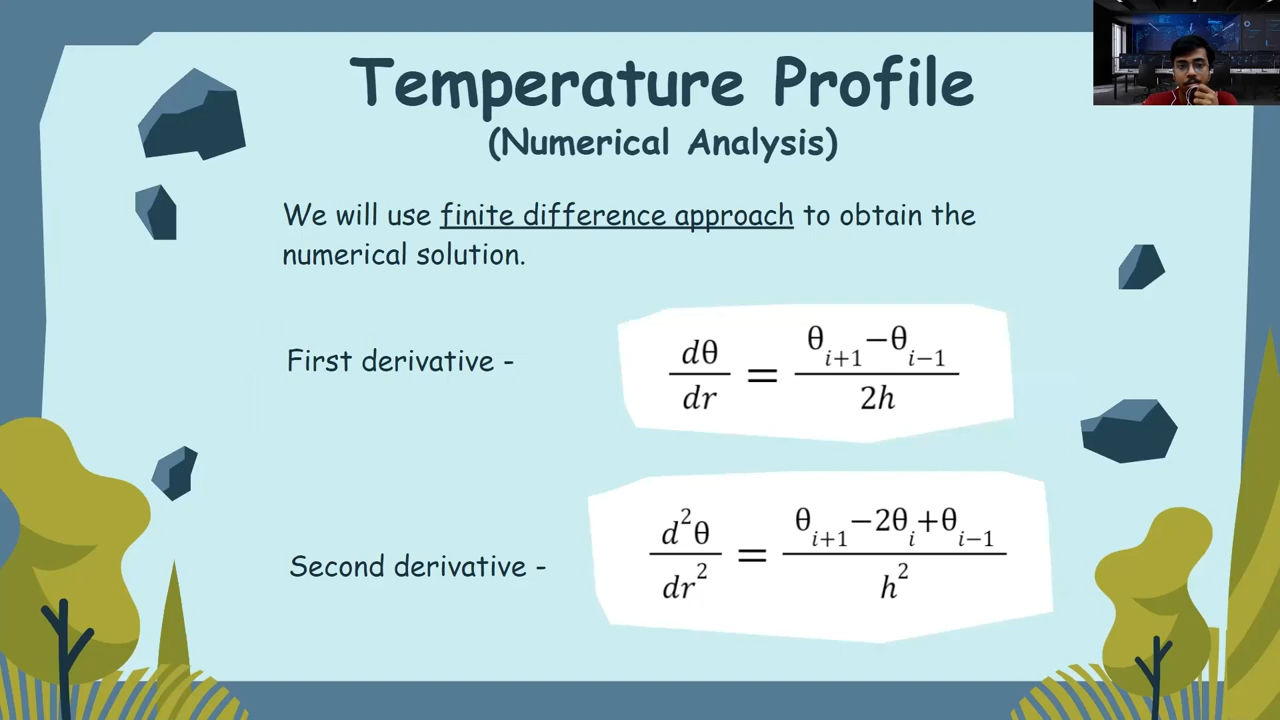 Temperature Profile
(Numerical Analysis)
We will use finite difference approach to obtain the
numerical solution.
First derivative -
dθ/dr = (θ_{i+1}−θ_{i−1})/2h
Second derivative -
d²θ/dr² = (θ_{i+1}−2θ_i+θ_{i−1})/h²